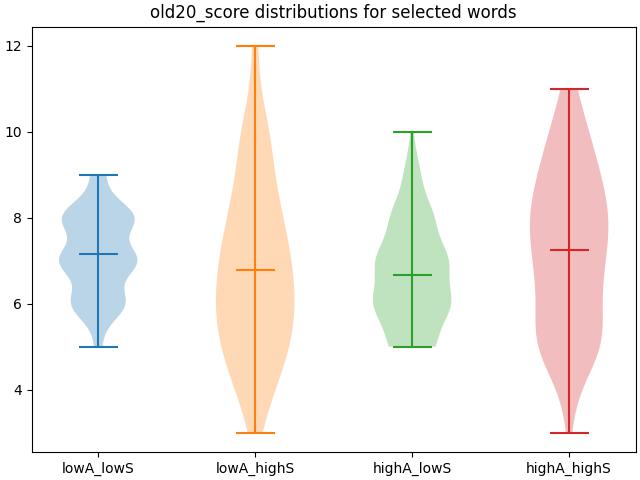 old20_score distributions for selected words
12
10
8
6
4
lowA_lowS
lowA_highS
highA_lowS
highA_highS